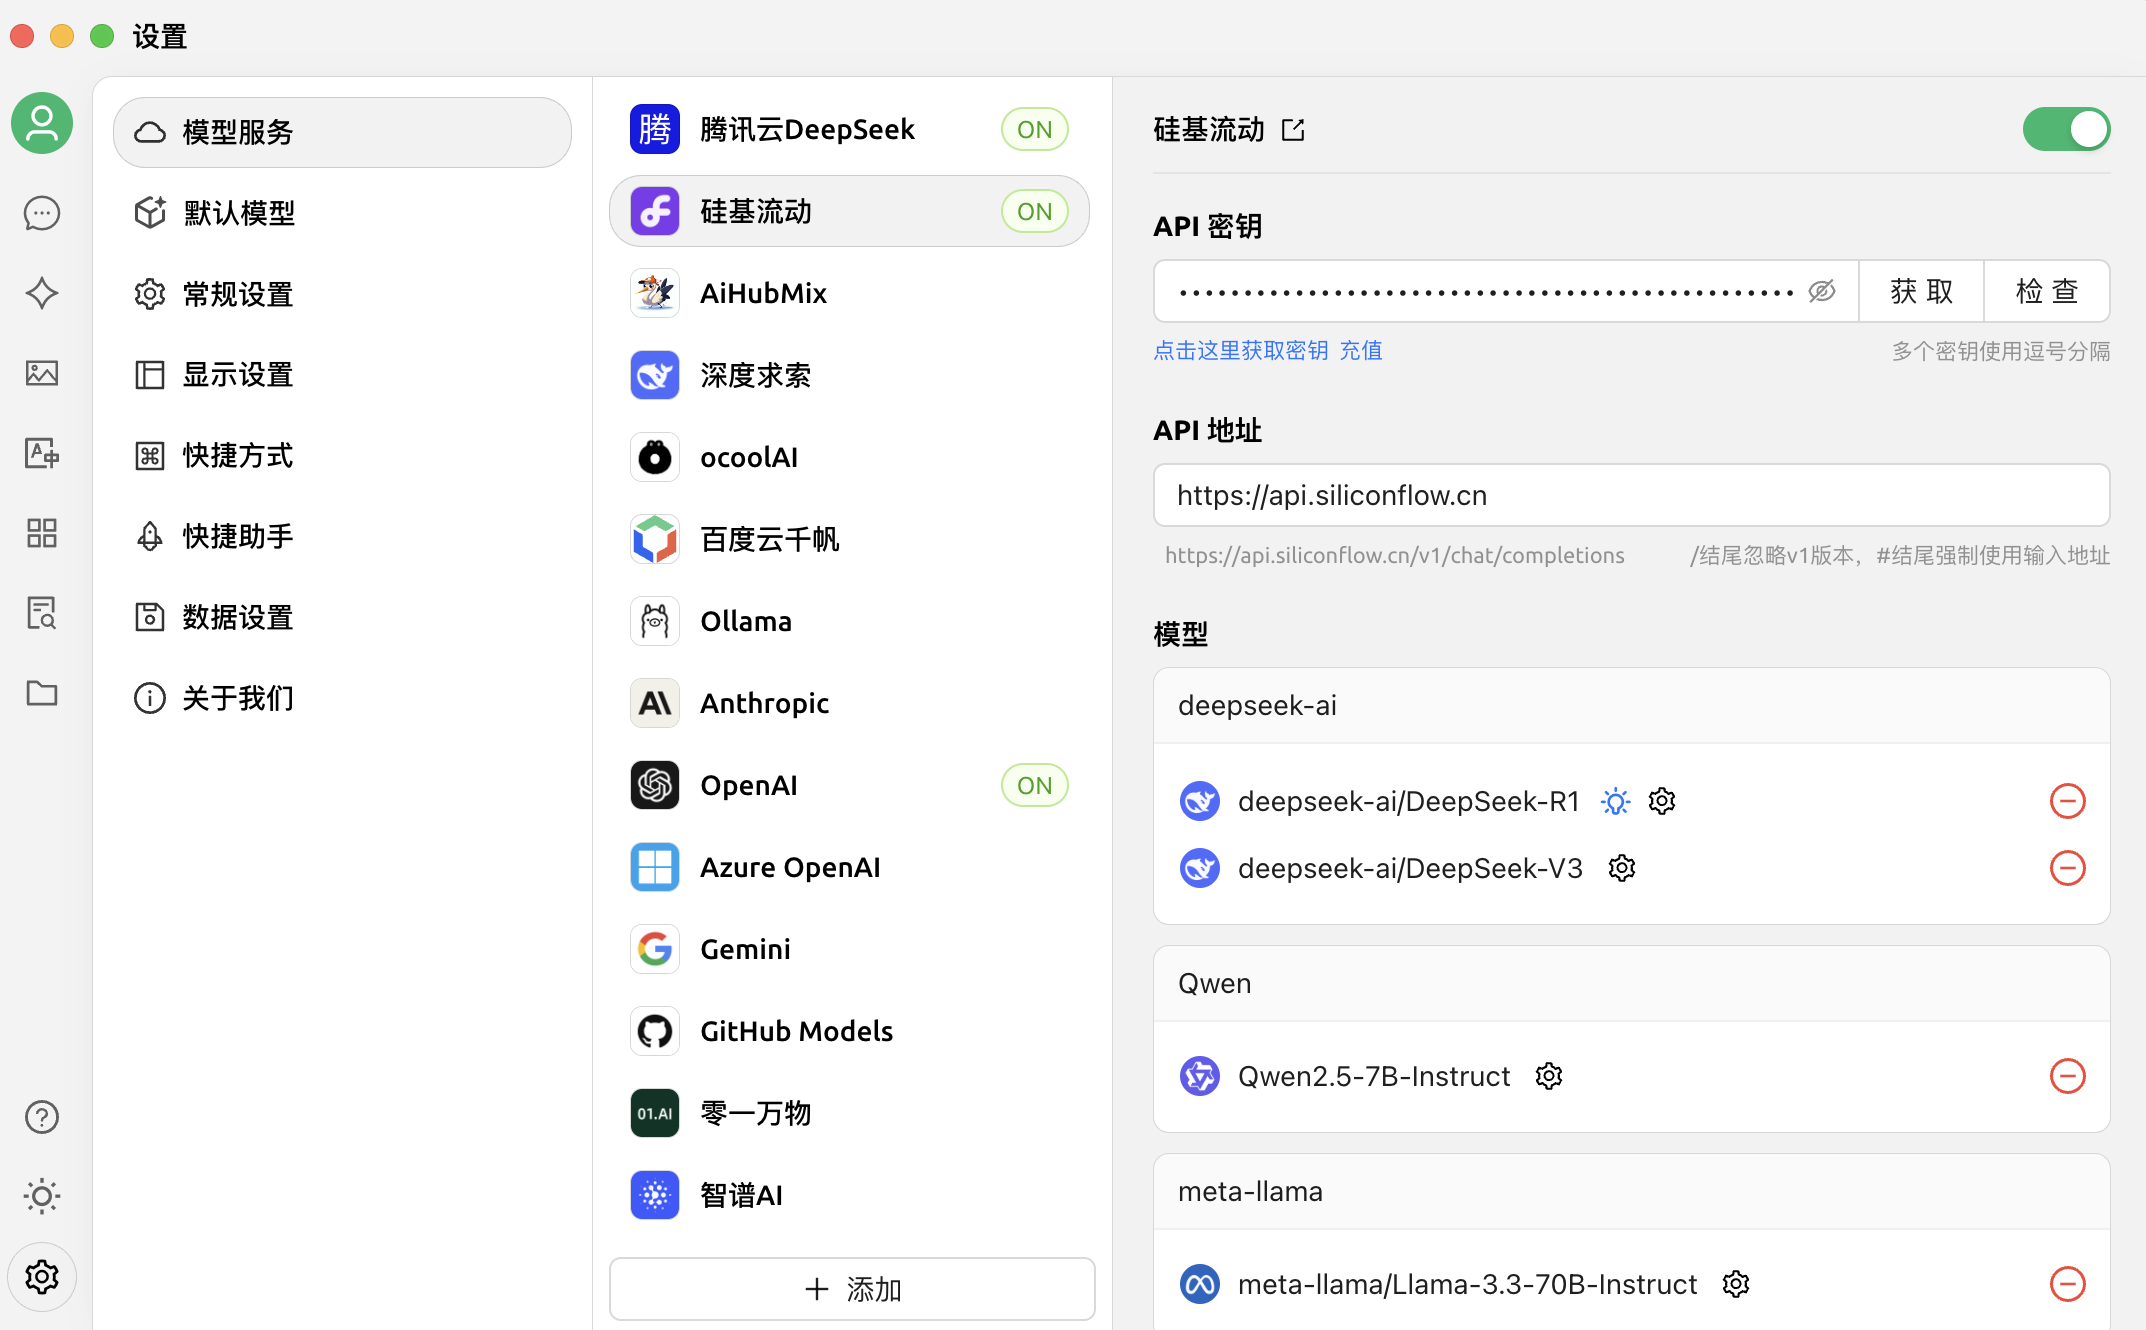 设置
模型服务
默认模型
常规设置
显示设置
快捷方式
快捷助手
数据设置
关于我们
腾 腾讯云DeepSeek ON
硅基流动 ON
AiHubMix
深度求索
ocoolAI
百度云千帆
Ollama
Anthropic
OpenAI ON
Azure OpenAI
Gemini
GitHub Models
01.AI 零一万物
智谱AI
添加
硅基流动
API 密钥
获 取 检 查
点击这里获取密钥 充值 多个密钥使用逗号分隔
API 地址
https://api.siliconflow.cn
https://api.siliconflow.cn/v1/chat/completions /结尾忽略v1版本，#结尾强制使用输入地址
模型
deepseek-ai
deepseek-ai/DeepSeek-R1
deepseek-ai/DeepSeek-V3
Qwen
Qwen2.5-7B-Instruct
meta-llama
meta-llama/Llama-3.3-70B-Instruct